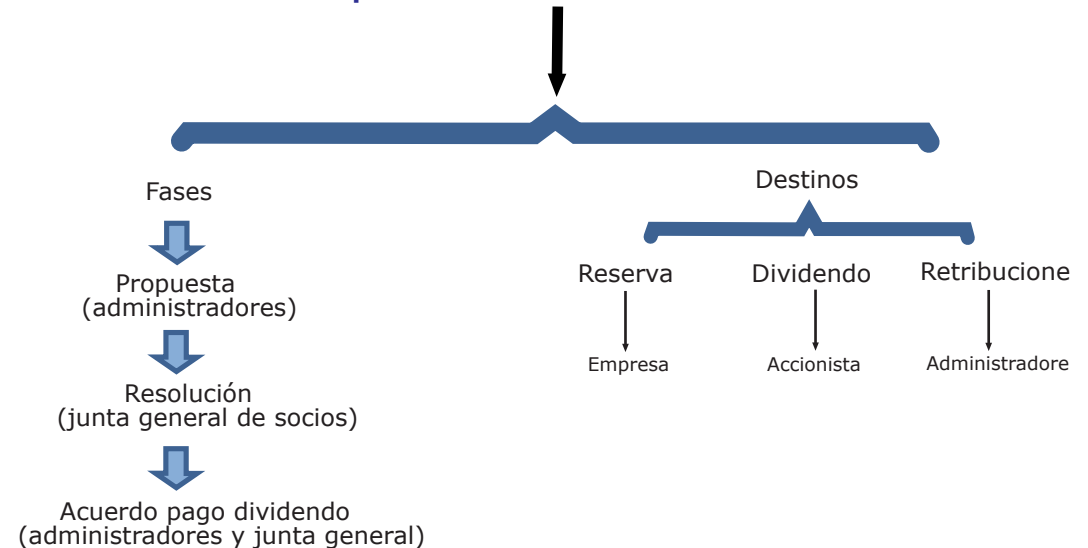 Fases
Propuesta
(administradores)
Resolución
(junta general de socios)
Acuerdo pago dividendo
(administradores y junta general)
Destinos
Reserva
Dividendo
Retribucione
Empresa
Accionista
Administradore